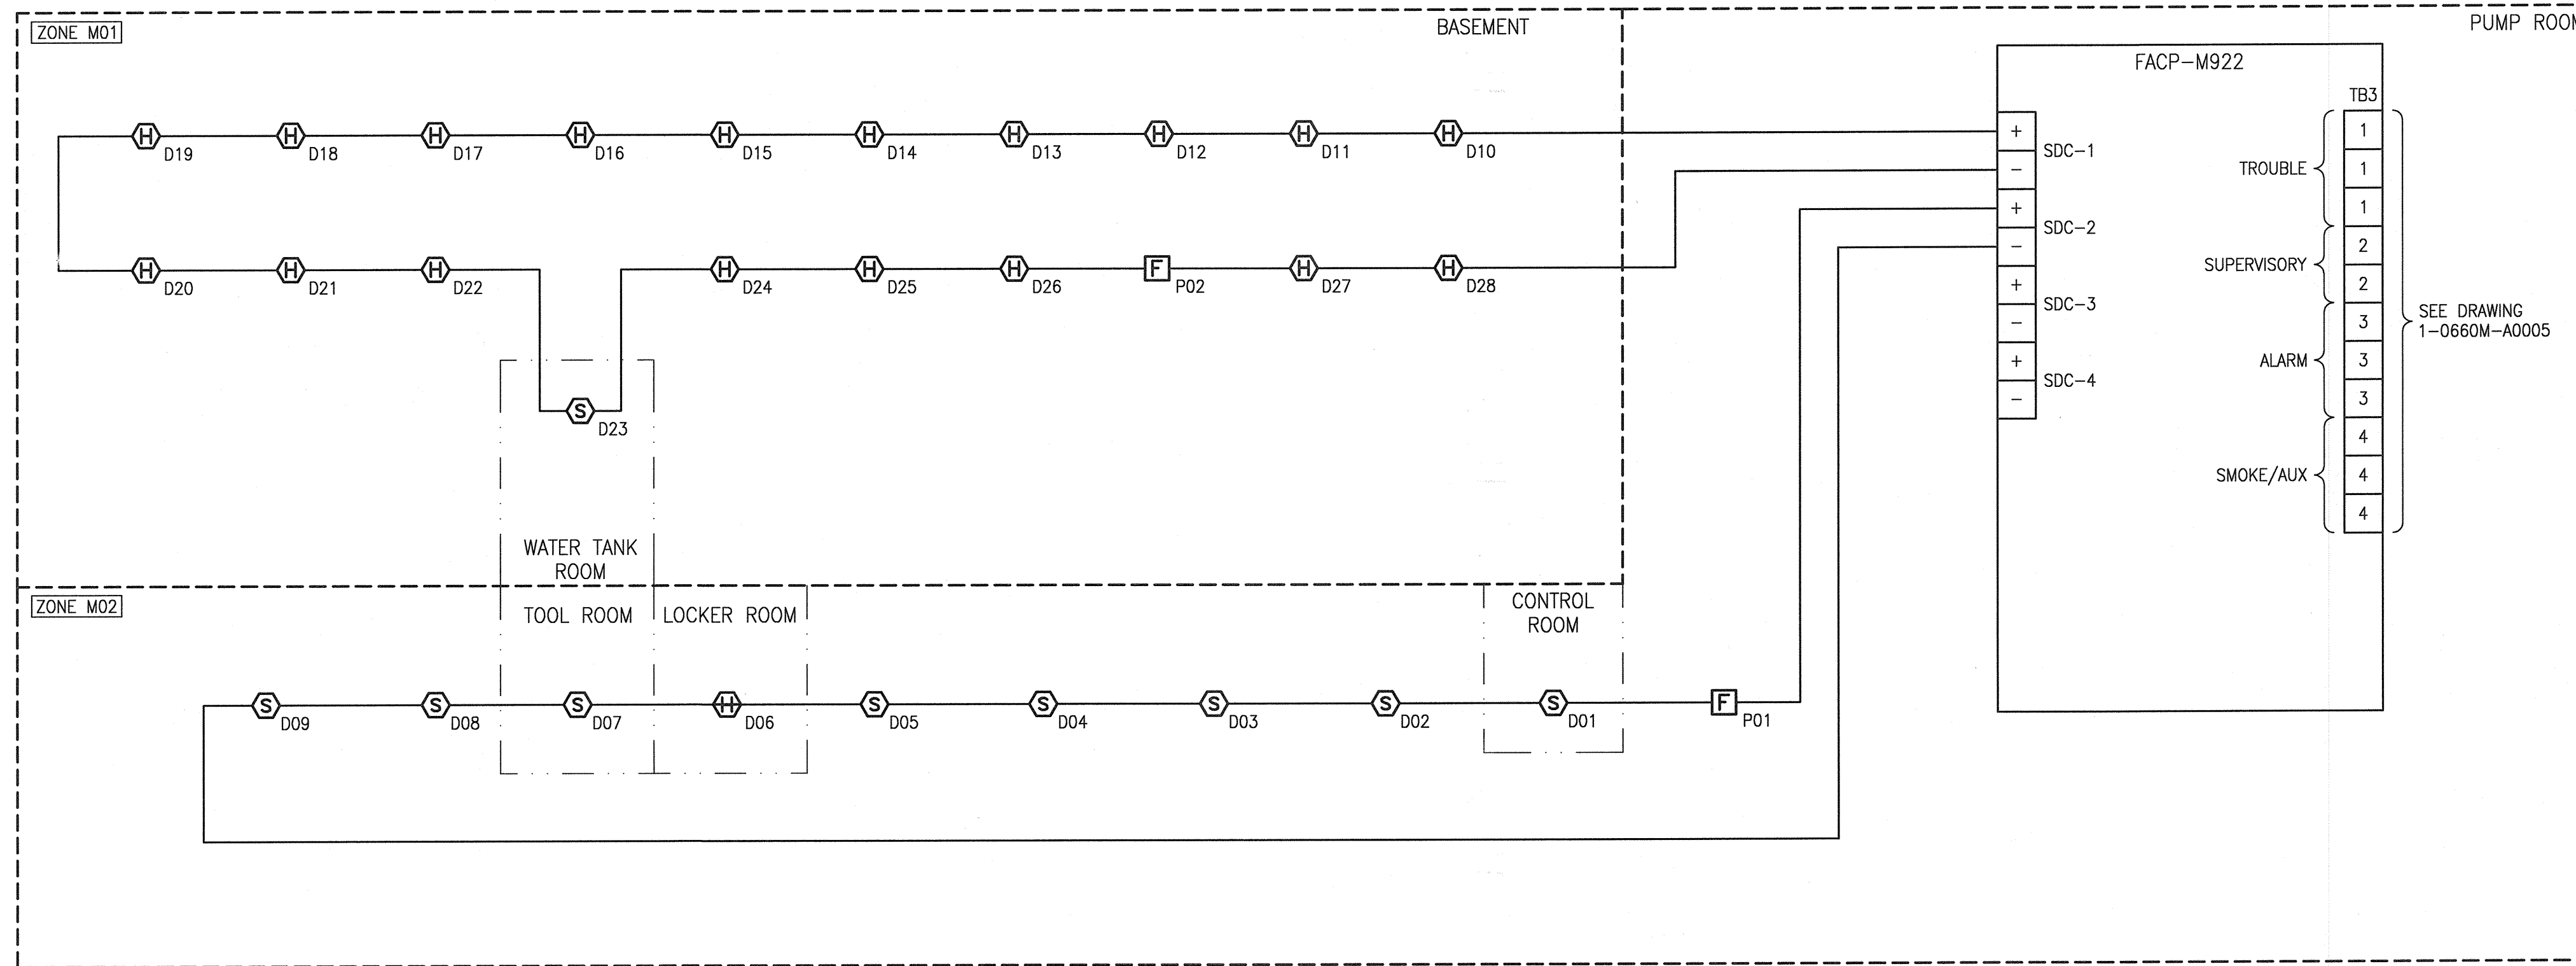 ZONE M01
BASEMENT
PUMP ROOM
FACP-M922
TB3
H H H H H H H H H H
D19 D18 D17 D16 D15 D14 D13 D12 D11 D10
+
SDC-1
-
+
SDC-2
-
+
SDC-3
-
+
SDC-4
-
TROUBLE
1
1
1
SUPERVISORY
2
2
ALARM
3
3
3
SMOKE/AUX
4
4
4
SEE DRAWING
1-0660M-A0005
H H H H H H F H H
D20 D21 D22 D24 D25 D26 P02 D27 D28
S
D23
WATER TANK
ROOM
ZONE M02
TOOL ROOM
LOCKER ROOM
CONTROL
ROOM
S S S H S S S S S F
D09 D08 D07 D06 D05 D04 D03 D02 D01 P01